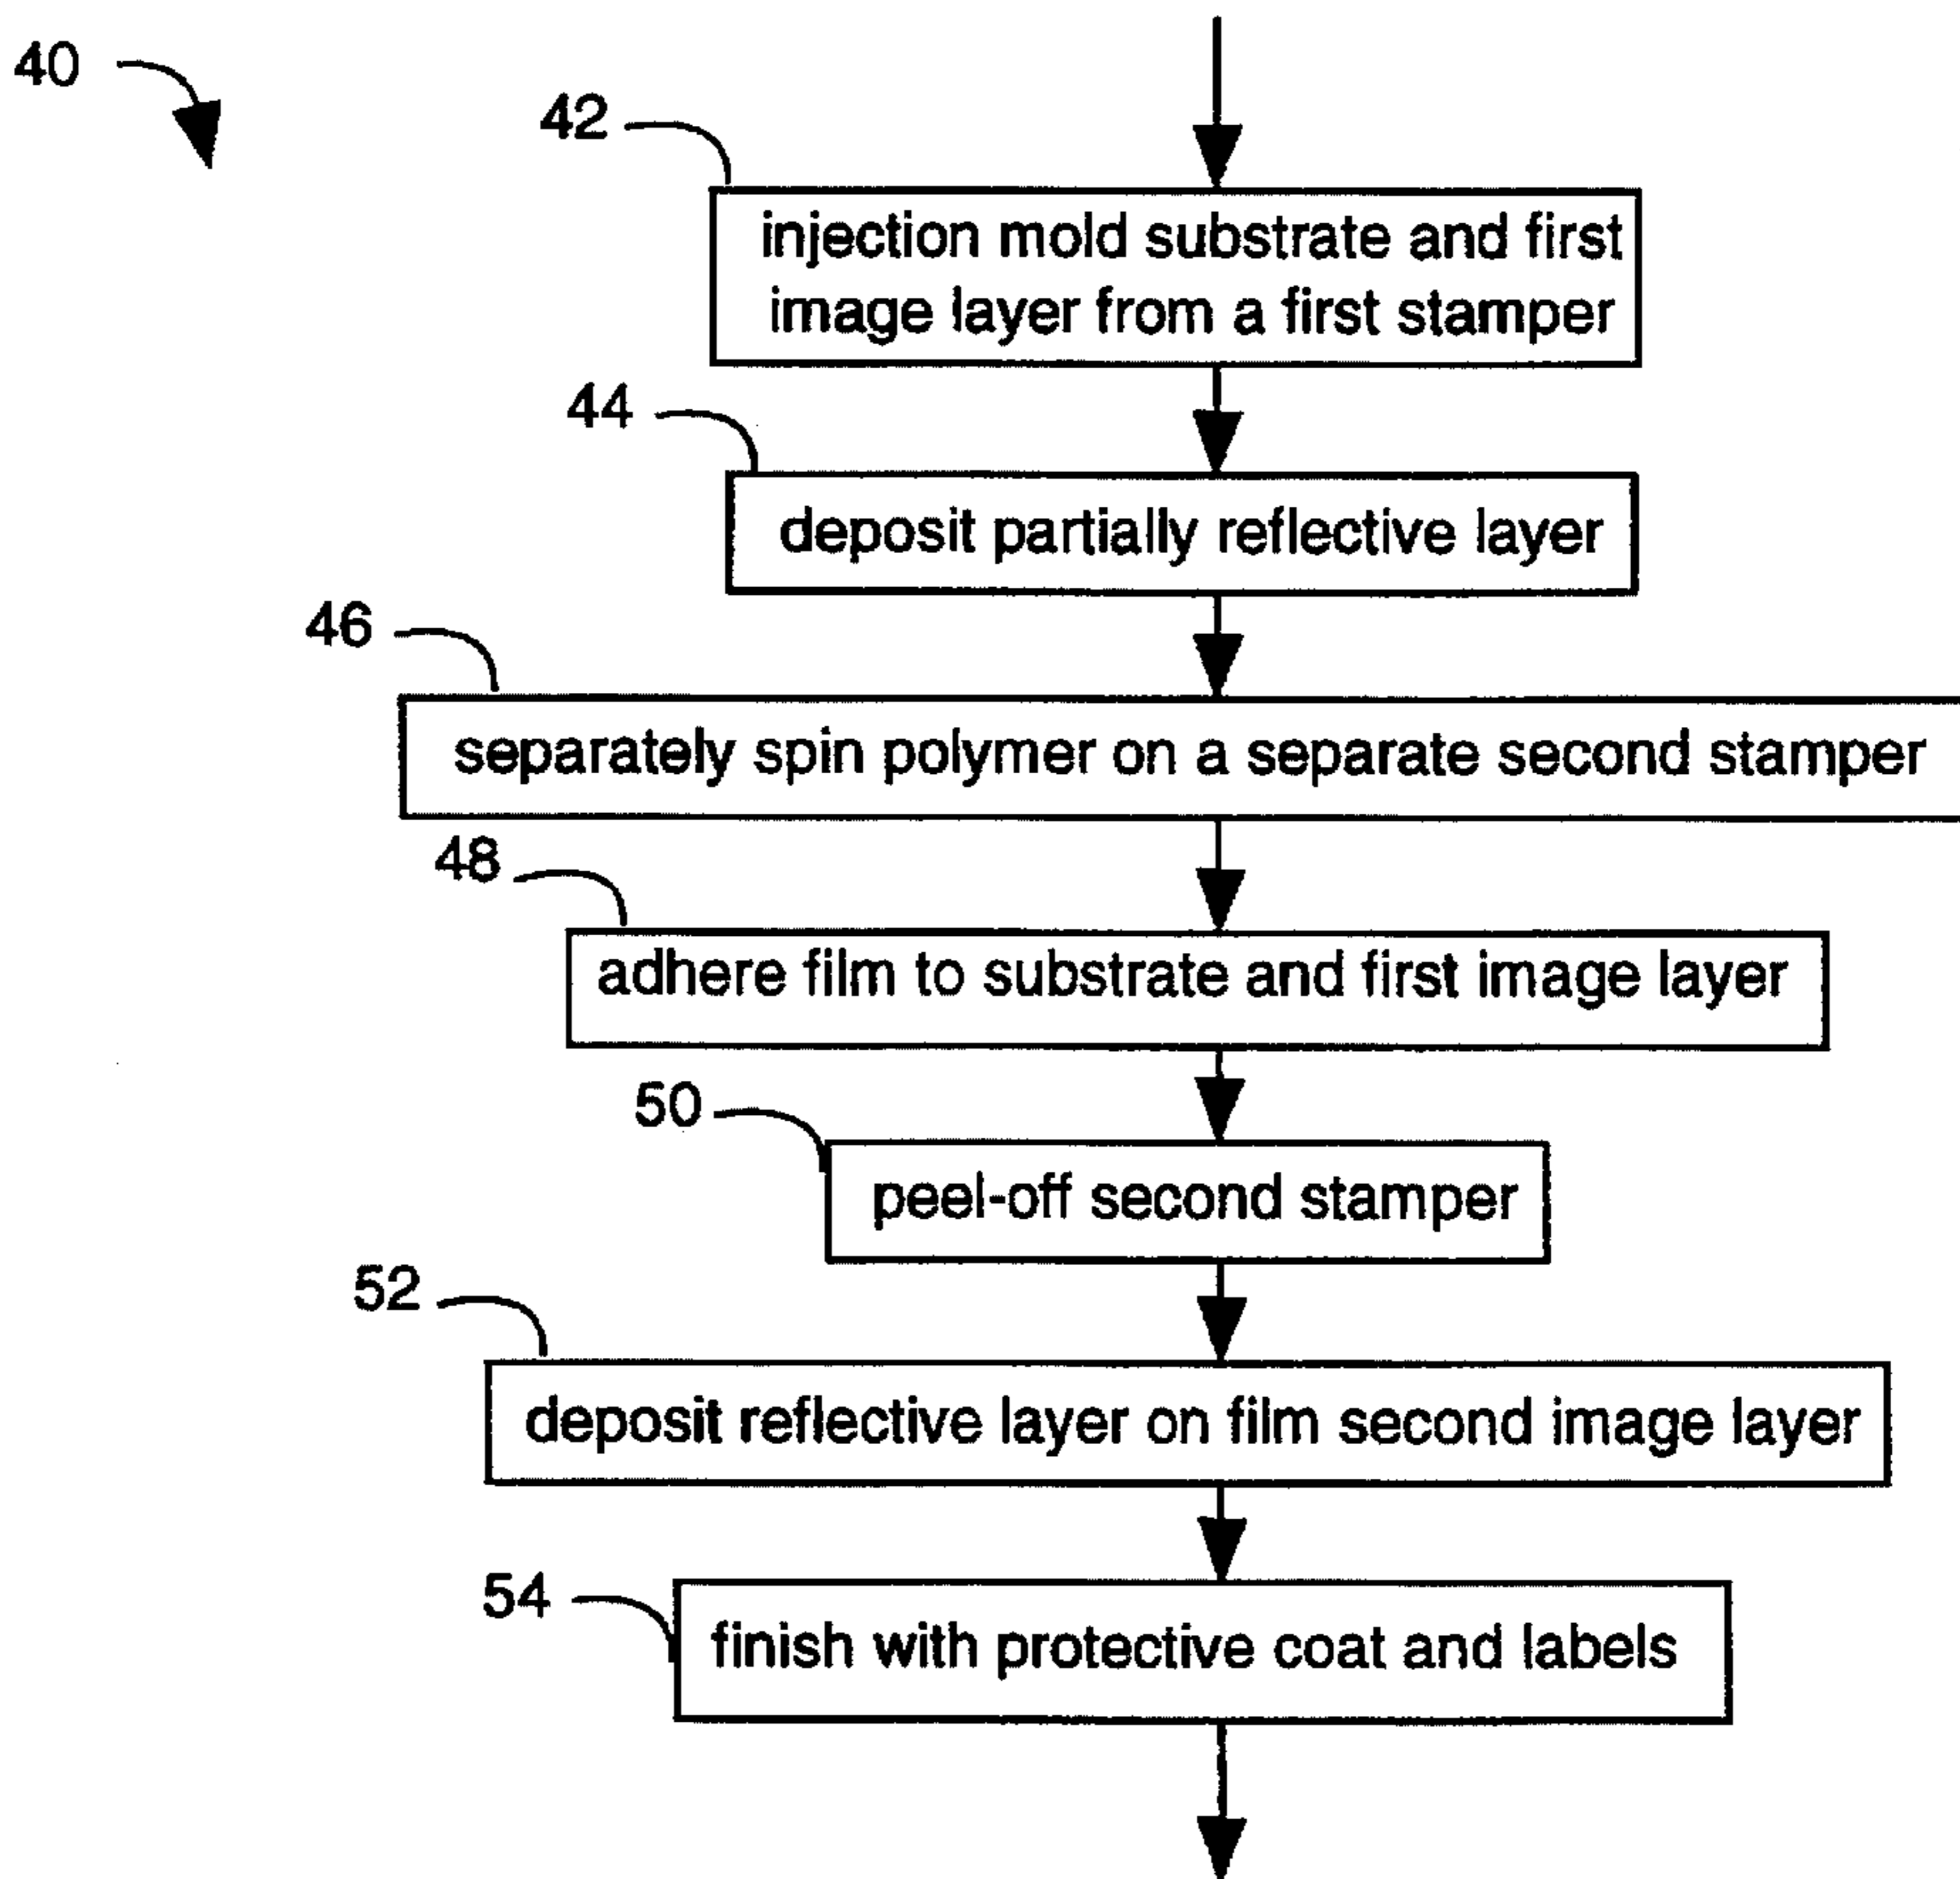 40
42
injection mold substrate and first
image layer from a first stamper
44
deposit partially reflective layer
46
separately spin polymer on a separate second stamper
48
adhere film to substrate and first image layer
50
peel-off second stamper
52
deposit reflective layer on film second image layer
54
finish with protective coat and labels